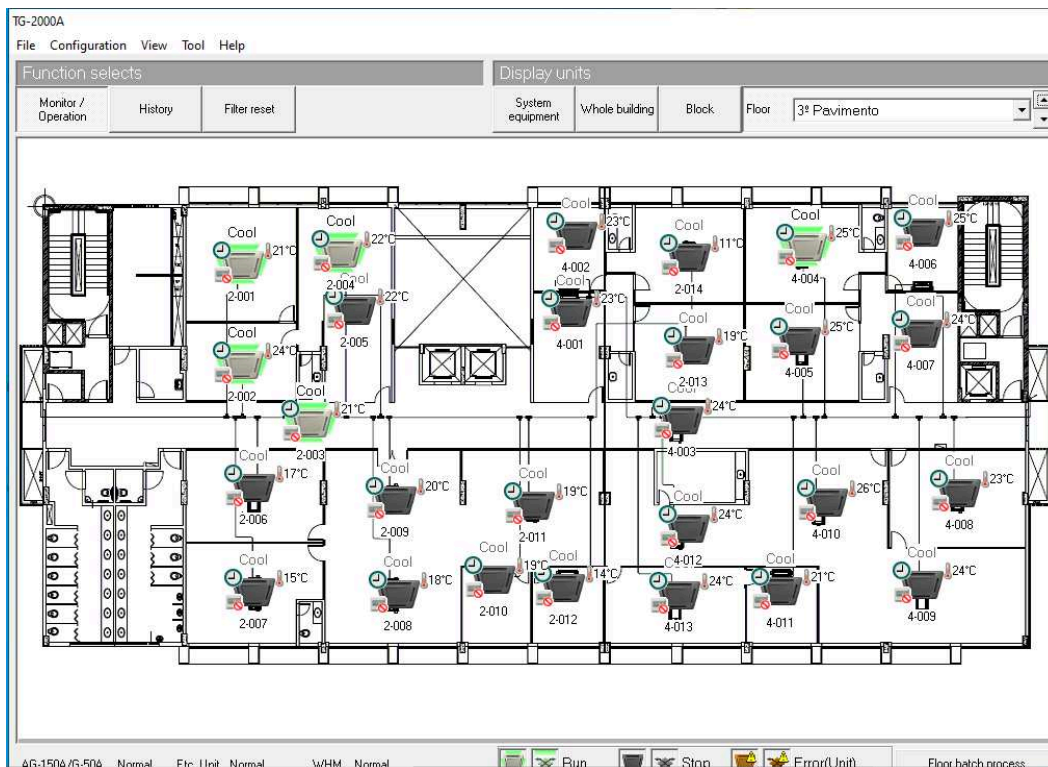 TG-2000A
File Configuration View Tool Help
Function selects
Display units
Monitor / Operation
History
Filter reset
System equipment
Whole building
Block
Floor
3º Pavimento
Cool 21°C 2-001
Cool 22°C 2-004
Cool 22°C 2-005
Cool 23°C 4-002
Cool 23°C 4-001
Cool 11°C 2-014
Cool 25°C 4-004
Cool 25°C 4-006
Cool 24°C 2-002
Cool 19°C 2-013
Cool 25°C 4-005
Cool 24°C 4-007
Cool 21°C 2-003
Cool 24°C 4-003
Cool 17°C 2-006
Cool 20°C 2-009
Cool 19°C 2-011
Cool 24°C 4-012
Cool 26°C 4-010
Cool 23°C 4-008
Cool 15°C 2-007
Cool 18°C 2-008
Cool 19°C 2-010
Cool 14°C 2-012
Cool 24°C 4-013
Cool 21°C 4-011
Cool 24°C 4-009
AG-150A/G-50A Normal Etc. Unit Normal WHM Normal
Run
Stop
Error(Unit)
Floor batch process